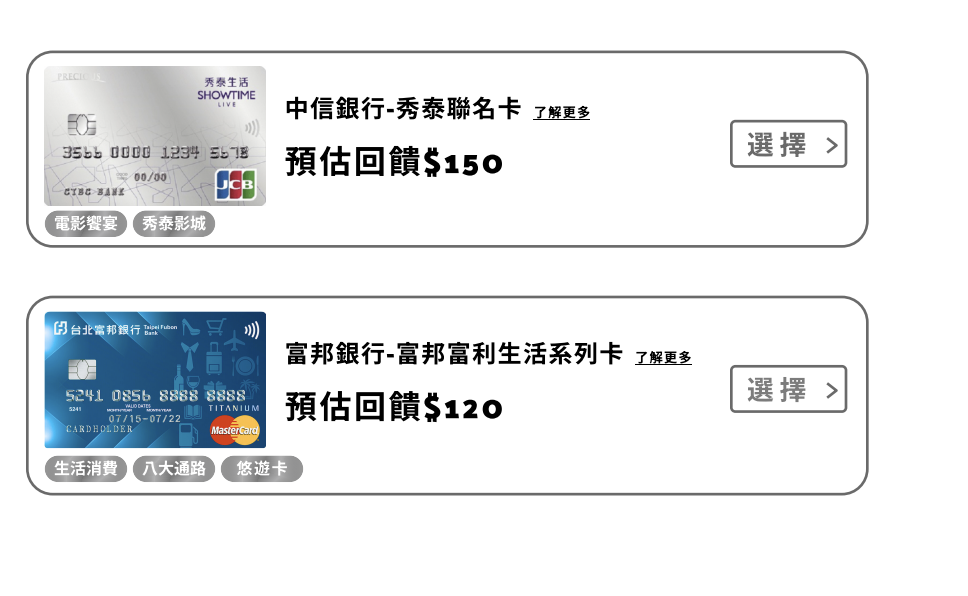 PRECIOUS
秀泰生活
SHOWTIME
LIVE
3566 0000 1234 5678
00/00
CTBC BANK
JCB
中信銀行-秀泰聯名卡 了解更多
預估回饋$150
選擇 >
電影饗宴 秀泰影城
台北富邦銀行 Taipei Fubon Bank
5241 0856 8888 8888
5241
VALID DATES
MONTH/YEAR MONTH/YEAR
TITANIUM
07/15-07/22
CARDHOLDER
MasterCard
富邦銀行-富邦富利生活系列卡 了解更多
預估回饋$120
選擇 >
生活消費 八大通路 悠遊卡